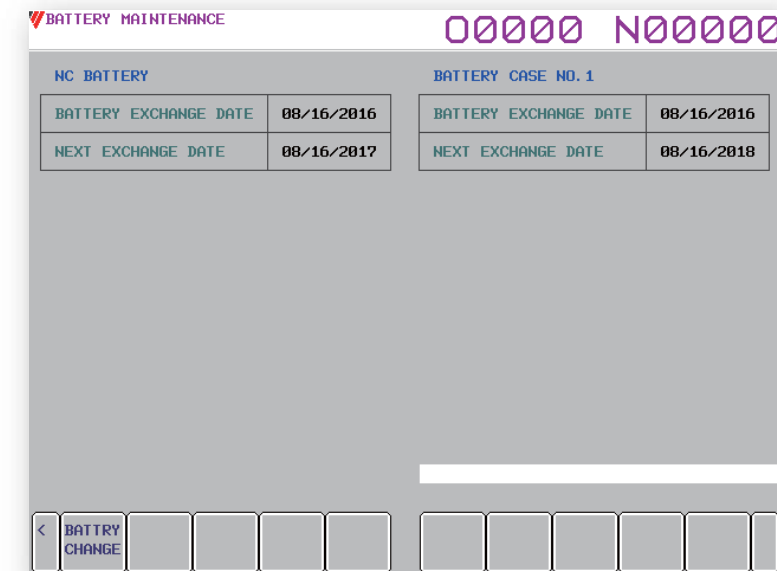 BATTERY MAINTENANCE
O0000 N00000
NC BATTERY
BATTERY EXCHANGE DATE 08/16/2016
NEXT EXCHANGE DATE 08/16/2017
BATTERY CASE NO.1
BATTERY EXCHANGE DATE 08/16/2016
NEXT EXCHANGE DATE 08/16/2018
< BATTRY
CHANGE